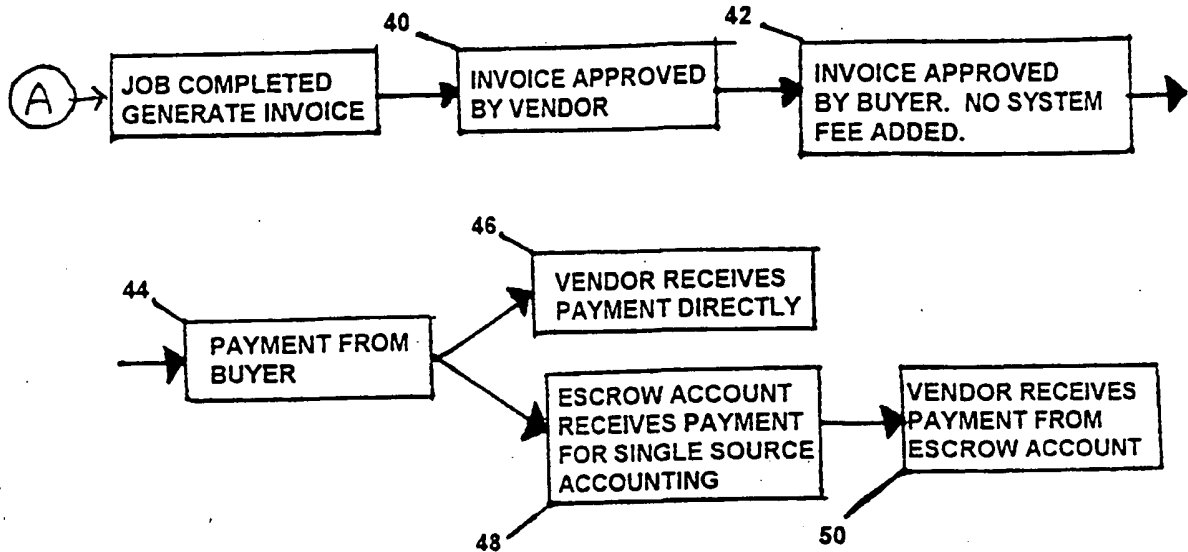 40
42
A
JOB COMPLETED
GENERATE INVOICE
INVOICE APPROVED
BY VENDOR
INVOICE APPROVED
BY BUYER. NO SYSTEM
FEE ADDED.
44
PAYMENT FROM
BUYER
46
VENDOR RECEIVES
PAYMENT DIRECTLY
ESCROW ACCOUNT
RECEIVES PAYMENT
FOR SINGLE SOURCE
ACCOUNTING
48
VENDOR RECEIVES
PAYMENT FROM
ESCROW ACCOUNT
50